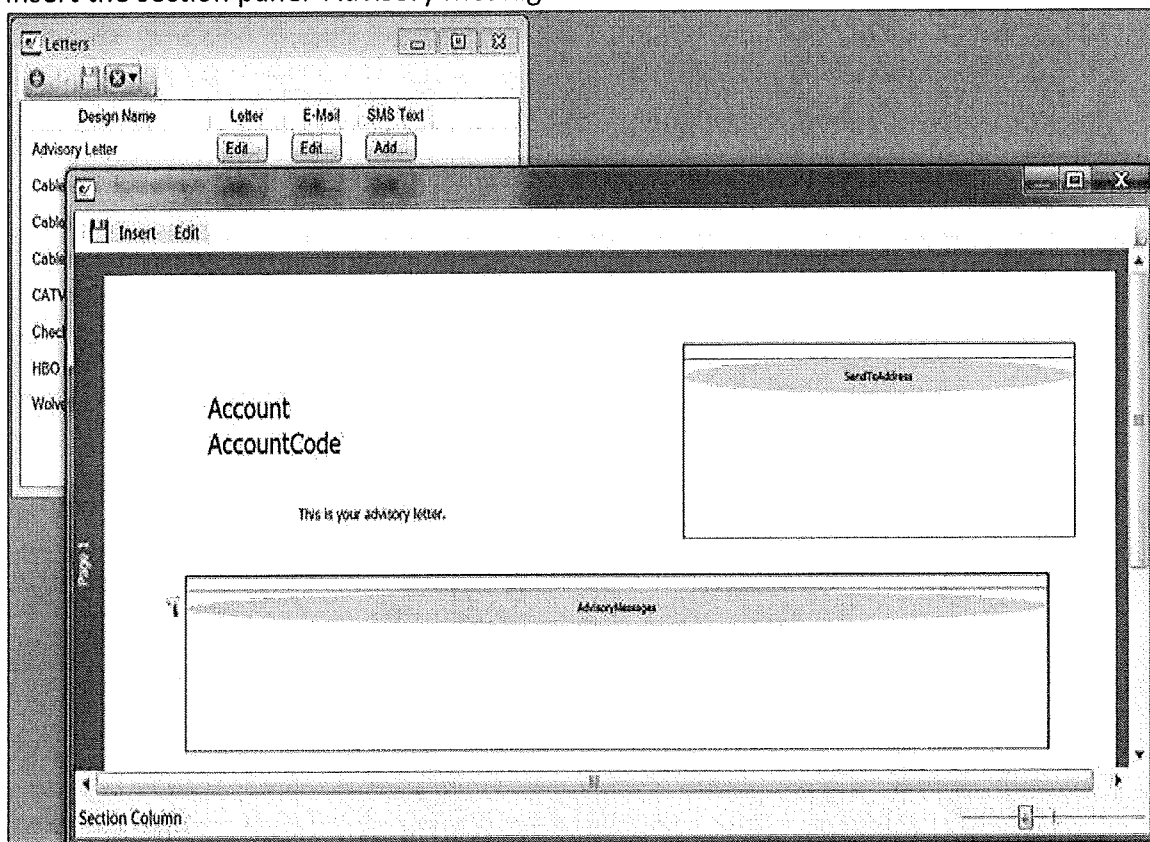 Insert the section panel
Letters
Design Name Letter E-Mail SMS Text
Advisory Letter Edit... Edit... Add...
Cable
Cable
Cable
CATV
Check
HBO
Wolve
Insert Edit
SendToAddress
Account
AccountCode
This is your advisory letter.
Page 1
AdvisoryMessages
Section Column